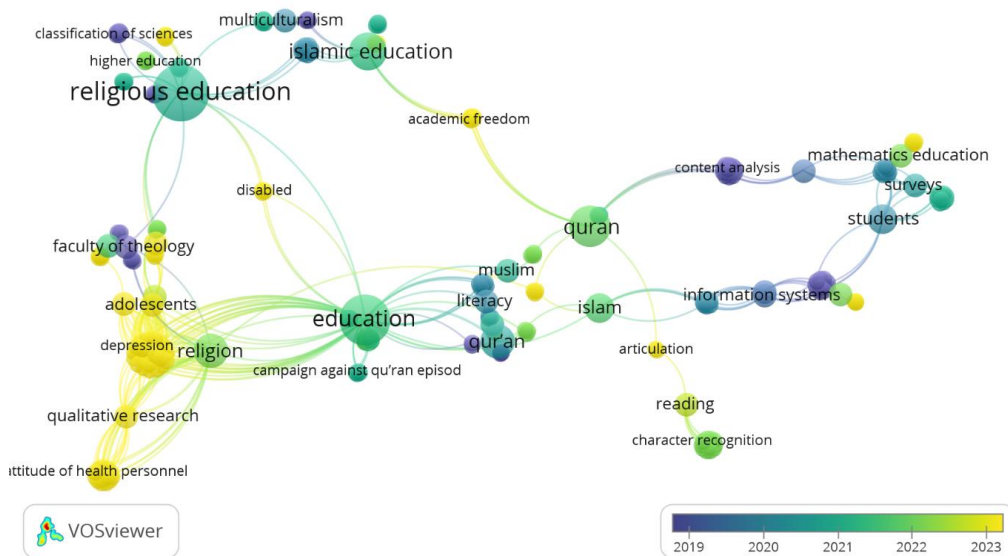 classification of sciences
multiculturalism
islamic education
higher education
religious education
academic freedom
content analysis
mathematics education
surveys
disabled
students
quran
faculty of theology
muslim
adolescents
literacy
information systems
islam
education
depression
religion
qur'an
articulation
campaign against qu'ran episod
reading
qualitative research
character recognition
attitude of health personnel
VOSviewer
2019 2020 2021 2022 2023